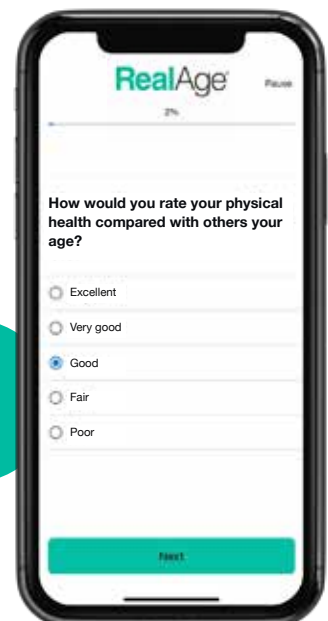 RealAge Pause
2%
How would you rate your physical
health compared with others your
age?
Excellent
Very good
Good
Fair
Poor
Next